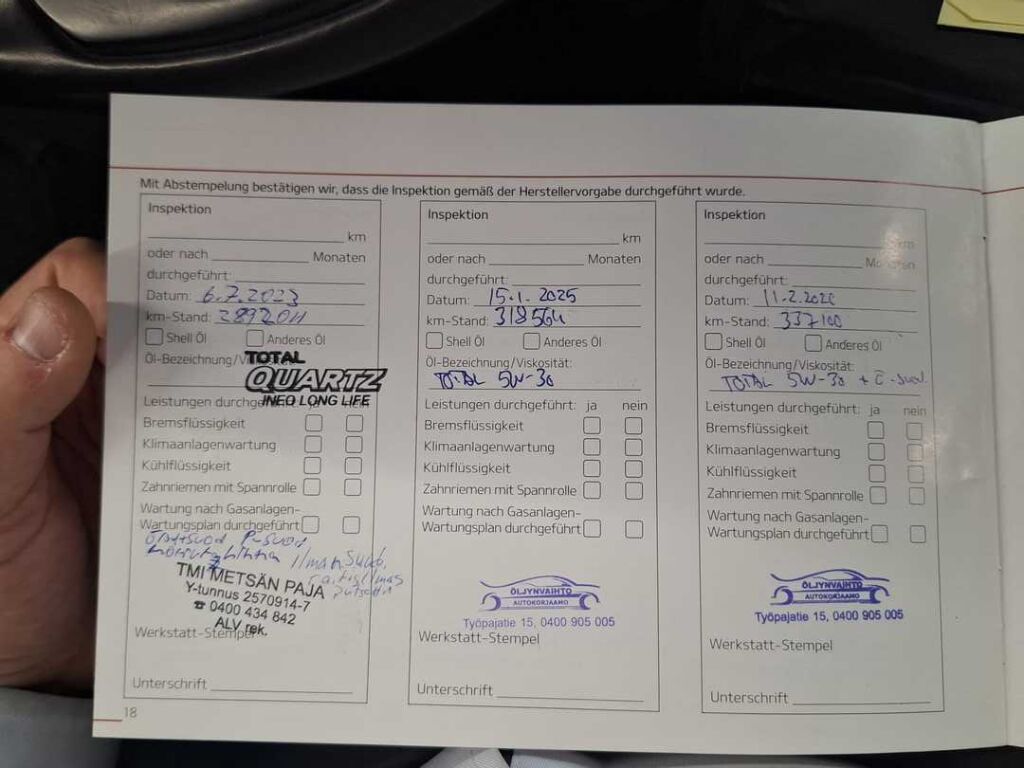 Mit Abstempelung bestätigen wir, dass die Inspektion gemäß der Herstellervorgabe durchgeführt wurde.
Inspektion
km
oder nach Monaten
durchgeführt:
Datum: 6.7.2023
km-Stand: 289204
Shell Öl Anderes Öl
Öl-Bezeichnung/
TOTAL
QUARTZ
INEO LONG LIFE
Leistungen durchgeführt:
Bremsflüssigkeit
Klimaanlagenwartung
Kühlflüssigkeit
Zahnriemen mit Spannrolle
Wartung nach Gasanlagen-
Wartungsplan durchgeführt
TMI METSÄN PAJA
Y-tunnus 2570914-7
☎ 0400 434 842
ALV rek.
Werkstatt-Stempel
Unterschrift
18
Inspektion
km
oder nach Monaten
durchgeführt:
Datum: 15.1.2025
km-Stand: 318564
Shell Öl Anderes Öl
Öl-Bezeichnung/Viskosität:
TOTAL 5W-30
Leistungen durchgeführt: ja nein
Bremsflüssigkeit
Klimaanlagenwartung
Kühlflüssigkeit
Zahnriemen mit Spannrolle
Wartung nach Gasanlagen-
Wartungsplan durchgeführt
ÖLJYNVAIHTO
AUTOKORJAAMO
Työpajatie 15, 0400 905 005
Werkstatt-Stempel
Unterschrift
Inspektion
km
oder nach Monaten
durchgeführt:
Datum: 11.2.2026
km-Stand: 337100
Shell Öl Anderes Öl
Öl-Bezeichnung/Viskosität:
TOTAL 5W-30 +
Leistungen durchgeführt: ja nein
Bremsflüssigkeit
Klimaanlagenwartung
Kühlflüssigkeit
Zahnriemen mit Spannrolle
Wartung nach Gasanlagen-
Wartungsplan durchgeführt
ÖLJYNVAIHTO
AUTOKORJAAMO
Työpajatie 15, 0400 905 005
Werkstatt-Stempel
Unterschrift